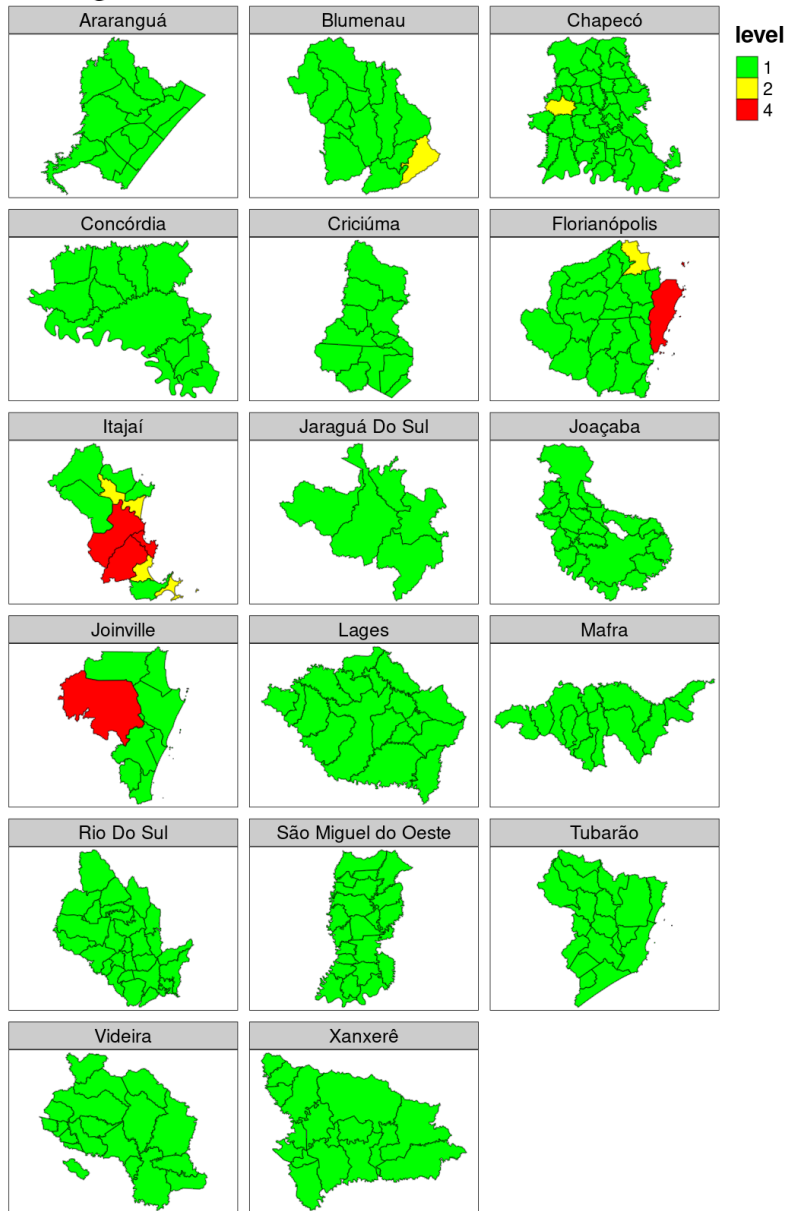 Araranguá
Blumenau
Chapecó
level
1
2
4
Concórdia
Criciúma
Florianópolis
Itajaí
Jaraguá Do Sul
Joaçaba
Joinville
Lages
Mafra
Rio Do Sul
São Miguel do Oeste
Tubarão
Videira
Xanxerê